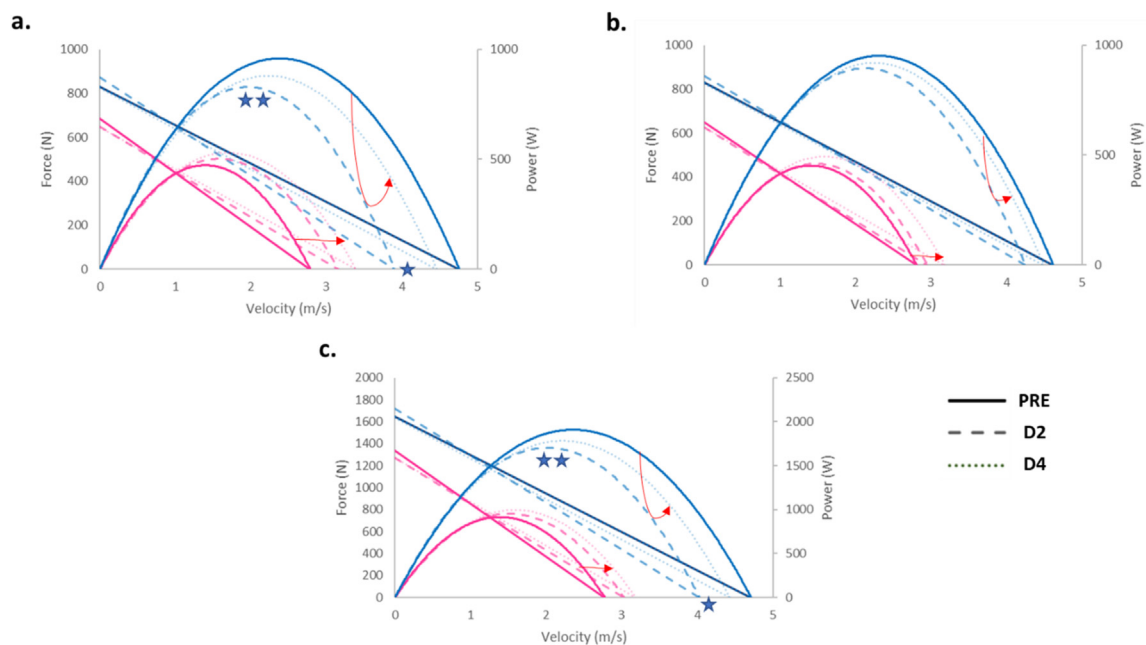 a.
1000
800
600
400
200
0
Force (N)
1000
500
0
Power (W)
0 1 2 3 4 5
Velocity (m/s)
b.
1000
800
600
400
200
0
Force (N)
1000
500
0
Power (W)
0 1 2 3 4 5
Velocity (m/s)
c.
2000
1800
1600
1400
1200
1000
800
600
400
200
0
Force (N)
2500
2000
1500
1000
500
0
Power (W)
0 1 2 3 4 5
Velocity (m/s)
PRE
D2
D4